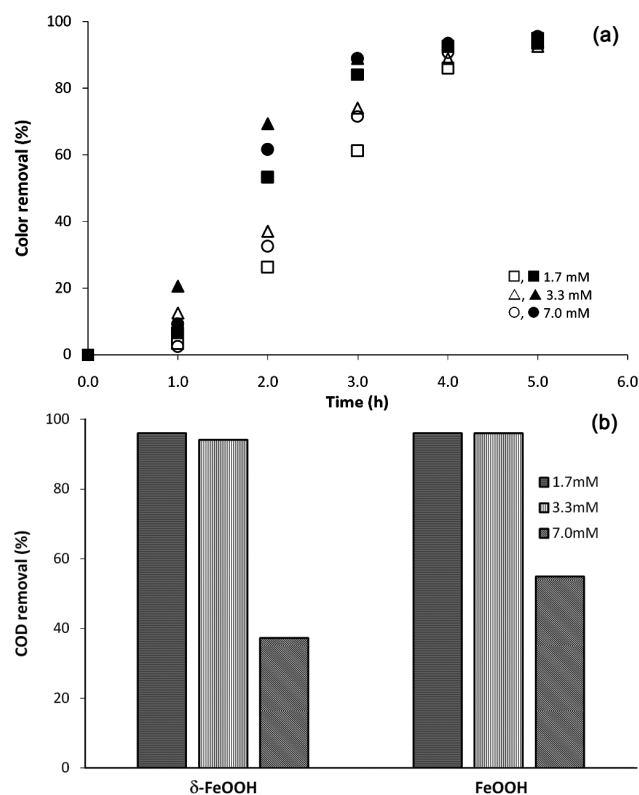 (a)
Color removal (%)
100
80
60
40
20
0
0.0 1.0 2.0 3.0 4.0 5.0 6.0
Time (h)
, 1.7 mM
, 3.3 mM
, 7.0 mM
(b)
COD removal (%)
100
80
60
40
20
0
1.7mM
3.3mM
7.0mM
δ-FeOOH FeOOH